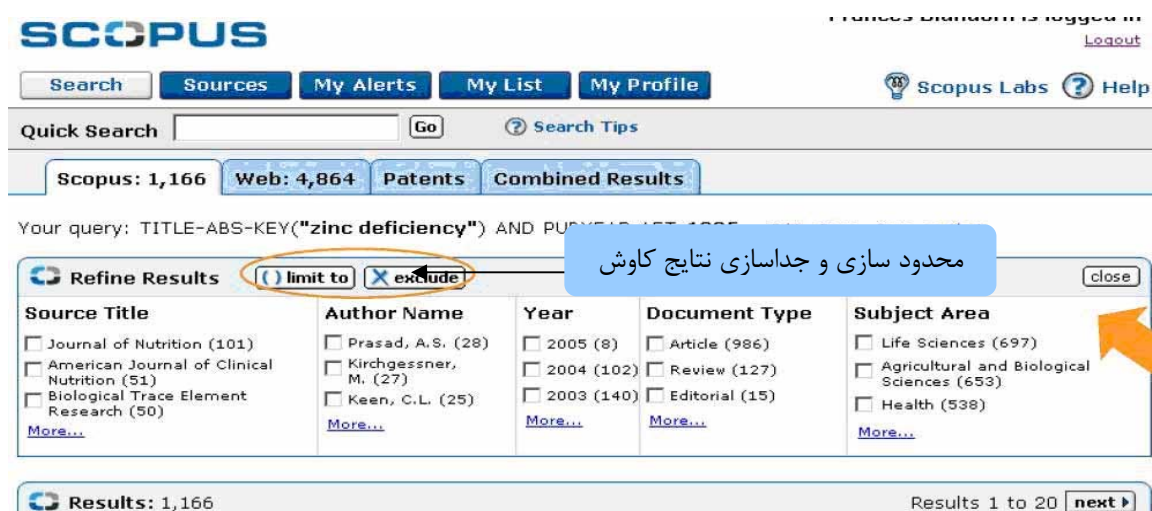 SCOPUS
is logged in
Logout
Search Sources My Alerts My List My Profile Scopus Labs ? Help
Quick Search Go ? Search Tips
Scopus: 1,166 Web: 4,864 Patents Combined Results
Your query: TITLE-ABS-KEY("zinc deficiency") AND
محدود سازی و جداسازی نتایج کاوش
Refine Results ( ) limit to X exclude close
Source Title Author Name Year Document Type Subject Area
Journal of Nutrition (101) Prasad, A.S. (28) 2005 (8) Article (986) Life Sciences (697)
American Journal of Clinical Nutrition (51) Kirchgessner, M. (27) 2004 (102) Review (127) Agricultural and Biological Sciences (653)
Biological Trace Element Research (50) Keen, C.L. (25) 2003 (140) Editorial (15) Health (538)
More... More... More... More... More...
Results: 1,166 Results 1 to 20 next